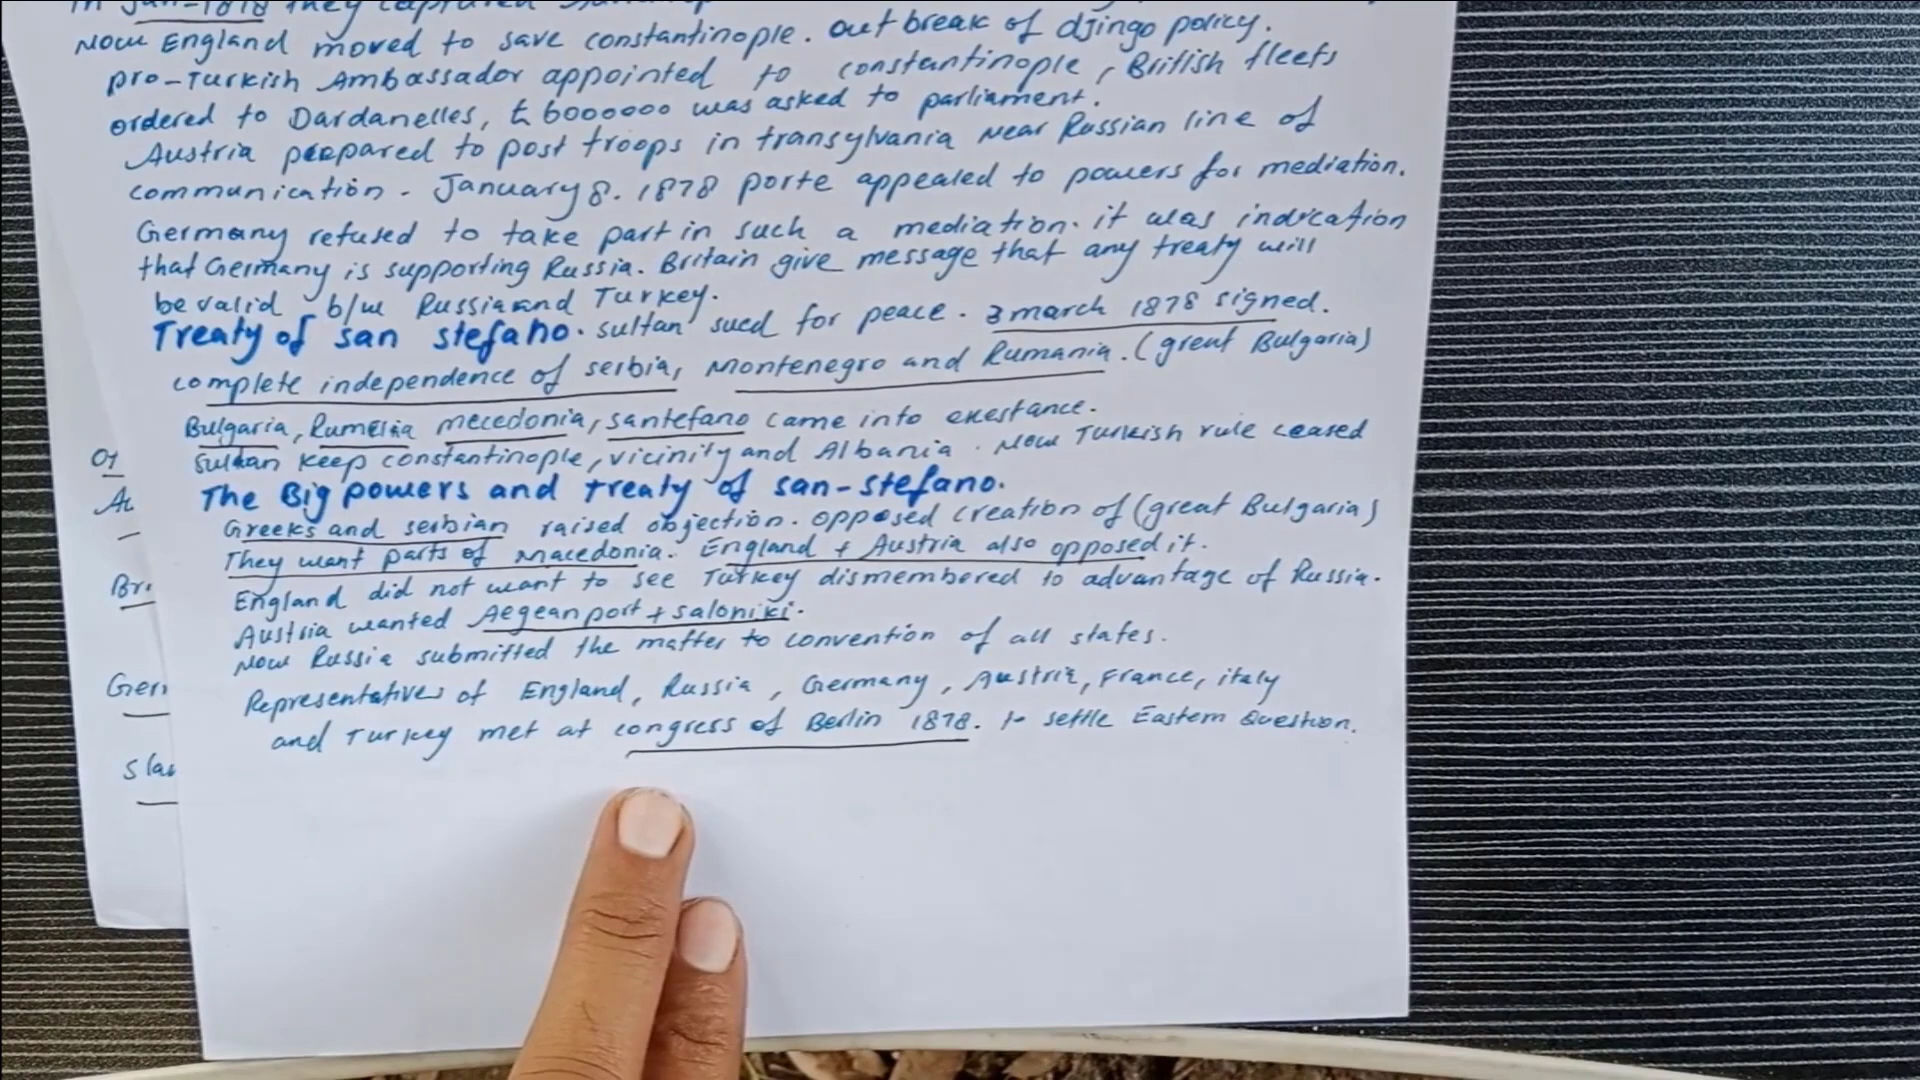 In Jan-1878 they captured
Now England moved to save constantinople. Outbreak of djingo policy.
pro-Turkish Ambassador appointed to constantinople, British fleets
ordered to Dardanelles, £ 6000000 was asked to parliament.
Austria prepared to post troops in transylvania near Russian line of
communication. January 8. 1878 porte appealed to powers for mediation.
Germany refused to take part in such a mediation. it was indication
that Germany is supporting Russia. Britain give message that any treaty will
be valid b/w Russia and Turkey.
Treaty of san stefano. sultan sued for peace. 3 march 1878 signed.
complete independence of serbia, Montenegro and Rumania. (great Bulgaria)
Bulgaria, Rumelia mecedonia, santefano came into exestance.
Sultan keep constantinople, vicinity and Albania. Now Turkish rule ceased
The Big powers and treaty of san-stefano.
Greeks and serbian raised objection. opposed creation of (great Bulgaria)
They want parts of Macedonia. England + Austria also opposed it.
England did not want to see Turkey dismembered to advantage of Russia.
Austria wanted Aegean port + saloniki.
Now Russia submitted the matter to convention of all states.
Representatives of England, Russia, Germany, Austria, France, italy
and Turkey met at congress of Berlin 1878. to settle Eastern Question.